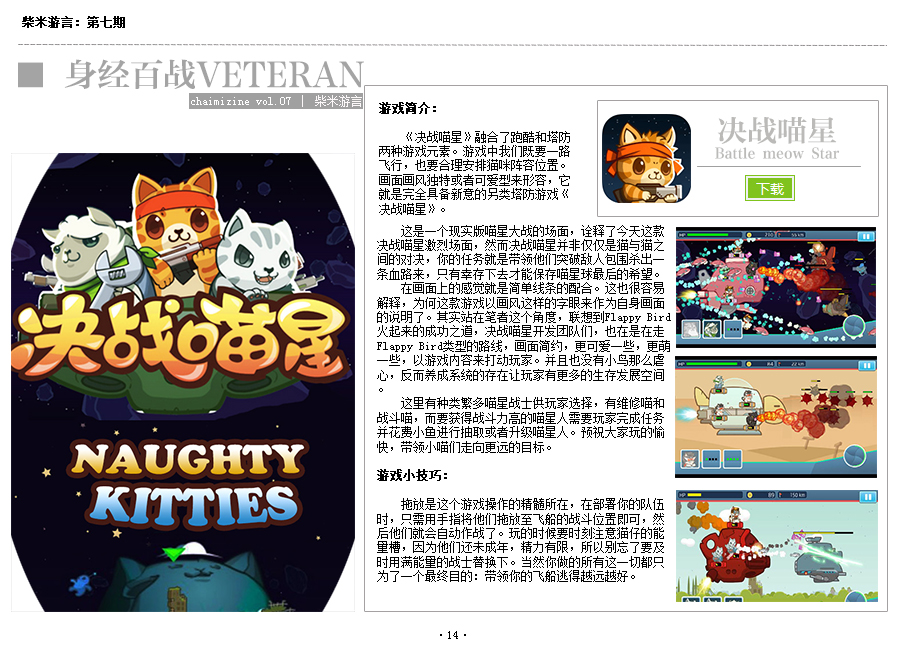 柴米游言：第七期
身经百战VETERAN
chaimizine vol.07 | 柴米游言
决战喵星
NAUGHTY
KITTIES
游戏简介：
《决战喵星》融合了跑酷和塔防
两种游戏元素。游戏中我们既要一路
飞行，也要合理安排猫咪阵容位置。
画面画风独特或者可爱型来形容，它
就是完全具备新意的另类塔防游戏《
决战喵星》。
决战喵星
Battle meow Star
下载
这是一个现实版喵星大战的场面，诠释了今天这款
决战喵星激烈场面，然而决战喵星并非仅仅是猫与猫之
间的对决，你的任务就是带领他们突破敌人包围杀出一
条血路来，只有幸存下去才能保存喵星球最后的希望。
在画面上的感觉就是简单线条的配合。这也很容易
解释，为何这款游戏以画风这样的字眼来作为自身画面
的说明了。其实站在笔者这个角度，联想到Flappy Bird
火起来的成功之道，决战喵星开发团队们，也在是在走
Flappy Bird类型的路线，画面简约，更可爱一些，更萌
一些，以游戏内容来打动玩家。并且也没有小鸟那么虐
心，反而养成系统的存在让玩家有更多的生存发展空间
。
这里有种类繁多喵星战士供玩家选择，有维修喵和
战斗喵，而要获得战斗力高的喵星人需要玩家完成任务
并花费小鱼进行抽取或者升级喵星人。预祝大家玩的愉
快，带领小喵们走向更远的目标。
游戏小技巧：
拖放是这个游戏操作的精髓所在，在部署你的队伍
时，只需用手指将他们拖放至飞船的战斗位置即可，然
后他们就会自动作战了。玩的时候要时刻注意猫仔的能
量槽，因为他们还未成年，精力有限，所以别忘了要及
时用满能量的战士替换下。当然你做的所有这一切都只
为了一个最终目的：带领你的飞船逃得越远越好。
HP
HP
84
HP
89
150 km
·14·